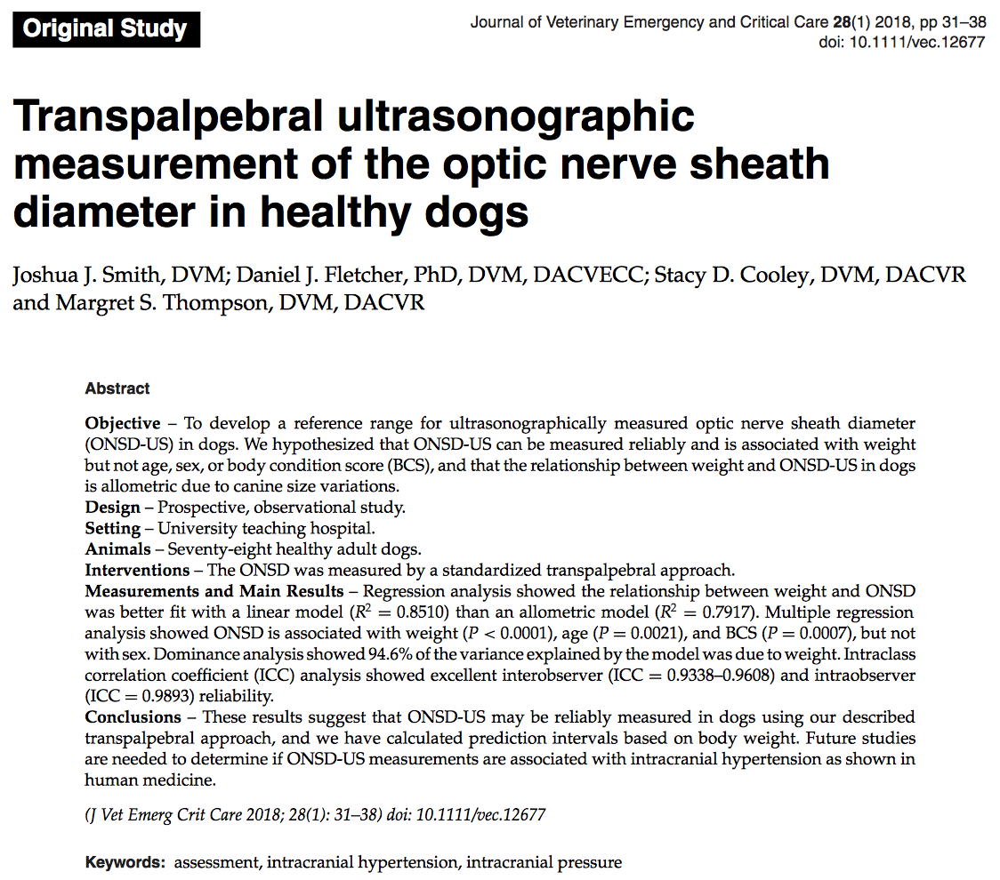 Original Study
Journal of Veterinary Emergency and Critical Care 28(1) 2018, pp 31–38
doi: 10.1111/vec.12677
Transpalpebral ultrasonographic
measurement of the optic nerve sheath
diameter in healthy dogs
Joshua J. Smith, DVM; Daniel J. Fletcher, PhD, DVM, DACVECC; Stacy D. Cooley, DVM, DACVR
and Margret S. Thompson, DVM, DACVR
Abstract
Objective – To develop a reference range for ultrasonographically measured optic nerve sheath diameter
(ONSD-US) in dogs. We hypothesized that ONSD-US can be measured reliably and is associated with weight
but not age, sex, or body condition score (BCS), and that the relationship between weight and ONSD-US in dogs
is allometric due to canine size variations.
Design – Prospective, observational study.
Setting – University teaching hospital.
Animals – Seventy-eight healthy adult dogs.
Interventions – The ONSD was measured by a standardized transpalpebral approach.
Measurements and Main Results – Regression analysis showed the relationship between weight and ONSD
was better fit with a linear model (R² = 0.8510) than an allometric model (R² = 0.7917). Multiple regression
analysis showed ONSD is associated with weight (P < 0.0001), age (P = 0.0021), and BCS (P = 0.0007), but not
with sex. Dominance analysis showed 94.6% of the variance explained by the model was due to weight. Intraclass
correlation coefficient (ICC) analysis showed excellent interobserver (ICC = 0.9338–0.9608) and intraobserver
(ICC = 0.9893) reliability.
Conclusions – These results suggest that ONSD-US may be reliably measured in dogs using our described
transpalpebral approach, and we have calculated prediction intervals based on body weight. Future studies
are needed to determine if ONSD-US measurements are associated with intracranial hypertension as shown in
human medicine.
(J Vet Emerg Crit Care 2018; 28(1): 31–38) doi: 10.1111/vec.12677
Keywords: assessment, intracranial hypertension, intracranial pressure